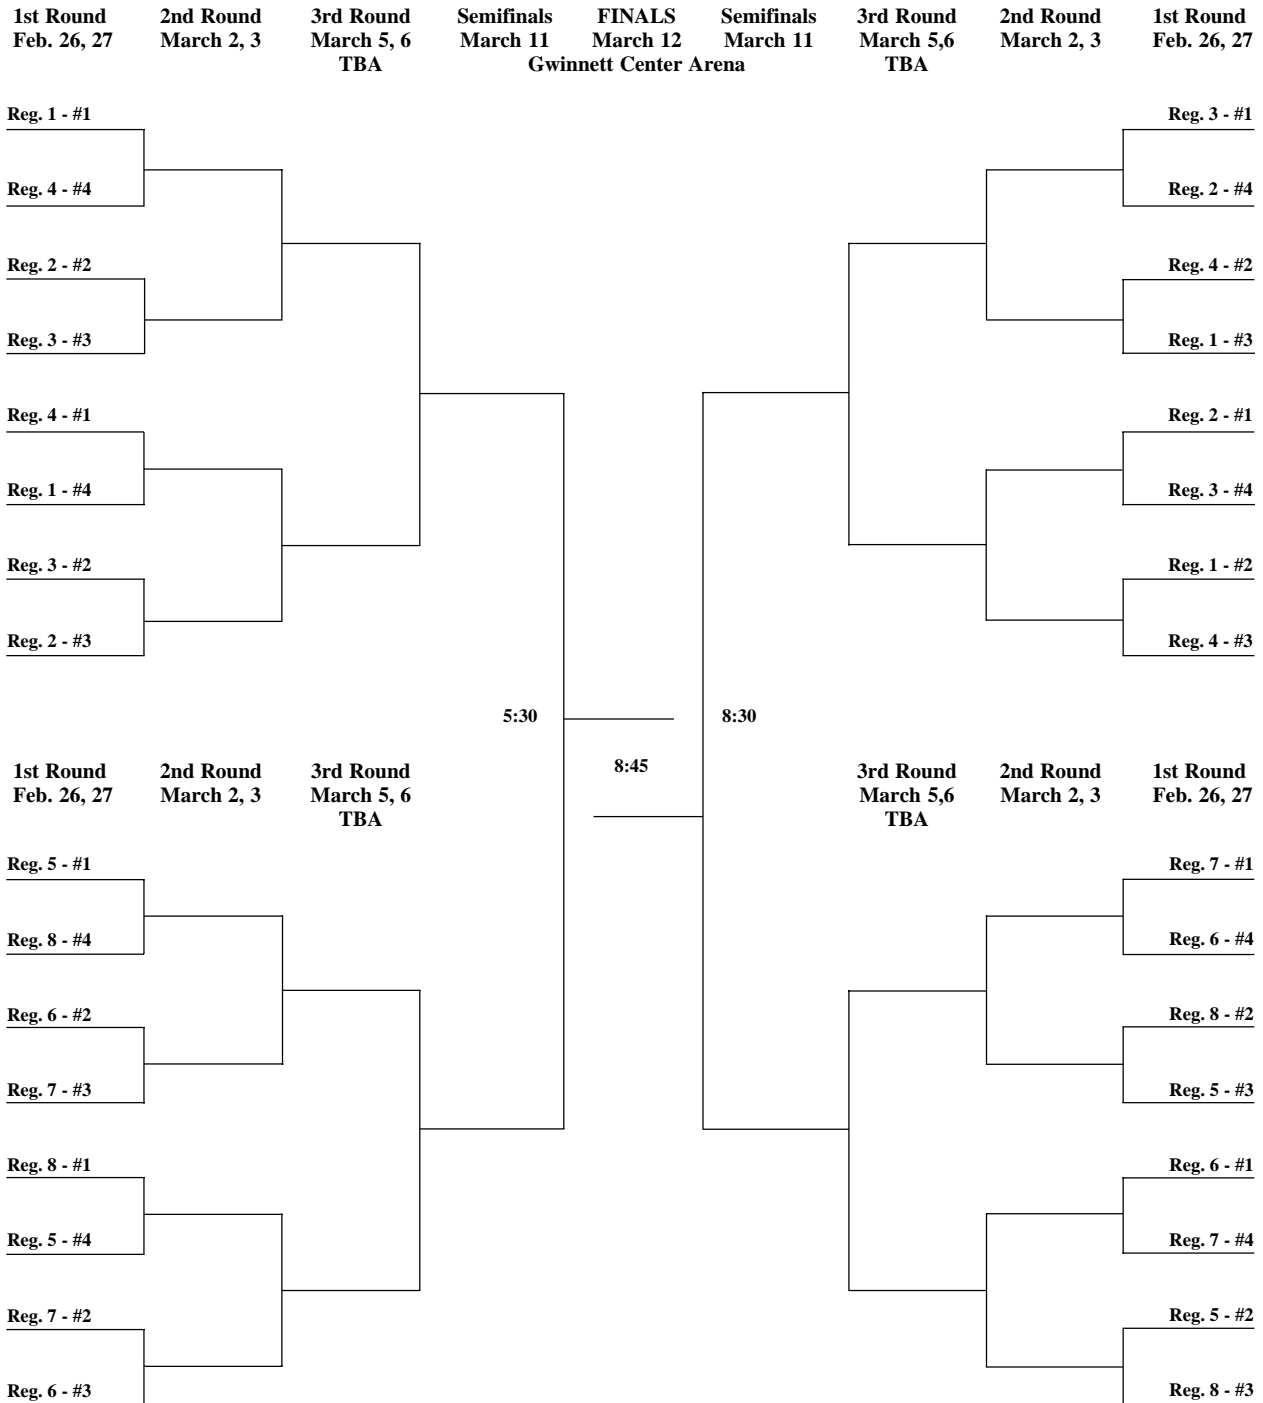 1st Round 2nd Round 3rd Round Semifinals FINALS Semifinals 3rd Round 2nd Round 1st Round
Feb. 26, 27 March 2, 3 March 5, 6 March 11 March 12 March 11 March 5,6 March 2, 3 Feb. 26, 27
TBA Gwinnett Center Arena TBA
Reg. 1 - #1 Reg. 3 - #1
Reg. 4 - #4 Reg. 2 - #4
Reg. 2 - #2 Reg. 4 - #2
Reg. 3 - #3 Reg. 1 - #3
Reg. 4 - #1 Reg. 2 - #1
Reg. 1 - #4 Reg. 3 - #4
Reg. 3 - #2 Reg. 1 - #2
Reg. 2 - #3 Reg. 4 - #3
5:30 8:30
8:45
1st Round 2nd Round 3rd Round 3rd Round 2nd Round 1st Round
Feb. 26, 27 March 2, 3 March 5, 6 March 5,6 March 2, 3 Feb. 26, 27
TBA TBA
Reg. 5 - #1 Reg. 7 - #1
Reg. 8 - #4 Reg. 6 - #4
Reg. 6 - #2 Reg. 8 - #2
Reg. 7 - #3 Reg. 5 - #3
Reg. 8 - #1 Reg. 6 - #1
Reg. 5 - #4 Reg. 7 - #4
Reg. 7 - #2 Reg. 5 - #2
Reg. 6 - #3 Reg. 8 - #3